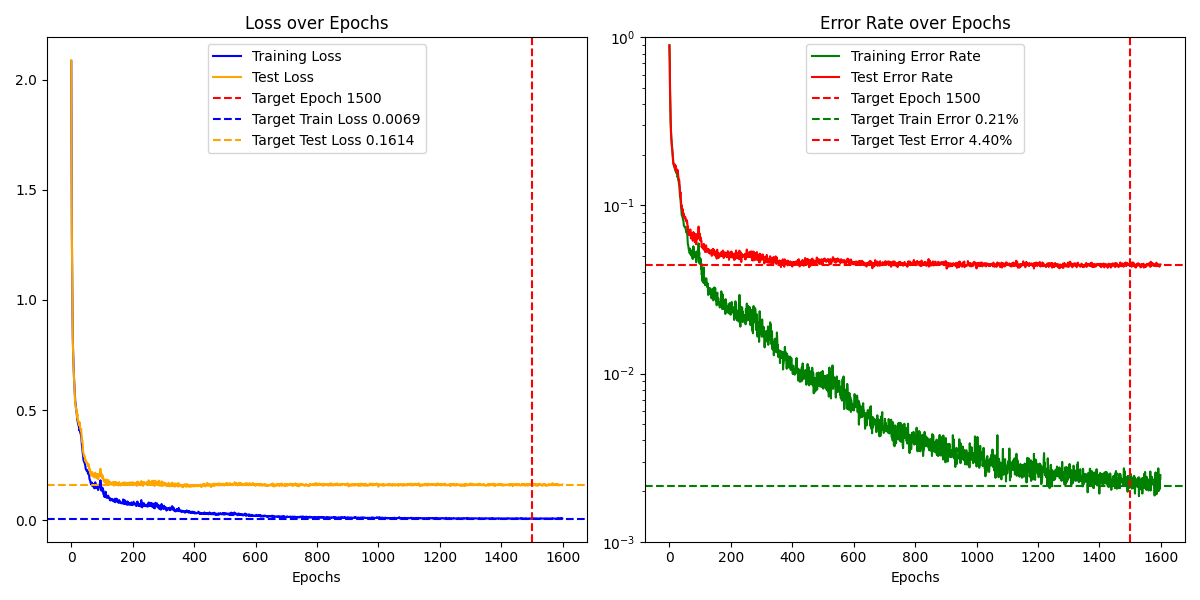 Loss over Epochs
Training Loss
Test Loss
Target Epoch 1500
Target Train Loss 0.0069
Target Test Loss 0.1614
2.0
1.5
1.0
0.5
0.0
0 200 400 600 800 1000 1200 1400 1600
Epochs
Error Rate over Epochs
Training Error Rate
Test Error Rate
Target Epoch 1500
Target Train Error 0.21%
Target Test Error 4.40%
10⁰
10⁻¹
10⁻²
10⁻³
0 200 400 600 800 1000 1200 1400 1600
Epochs